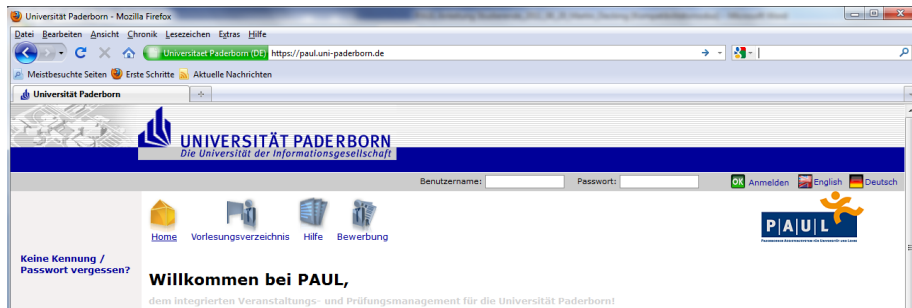 Universität Paderborn - Mozilla Firefox
Datei Bearbeiten Ansicht Chronik Lesezeichen Extras Hilfe
Universitaet Paderborn (DE) https://paul.uni-paderborn.de
Meistbesuchte Seiten Erste Schritte Aktuelle Nachrichten
Universität Paderborn
UNIVERSITÄT PADERBORN
Die Universität der Informationsgesellschaft
Benutzername: Passwort: OK Anmelden English Deutsch
P|A|U|L
Home Vorlesungsverzeichnis Hilfe Bewerbung
Keine Kennung /
Passwort vergessen?
Willkommen bei PAUL,
dem integrierten Veranstaltungs- und Prüfungsmanagement für die Universität Paderborn!